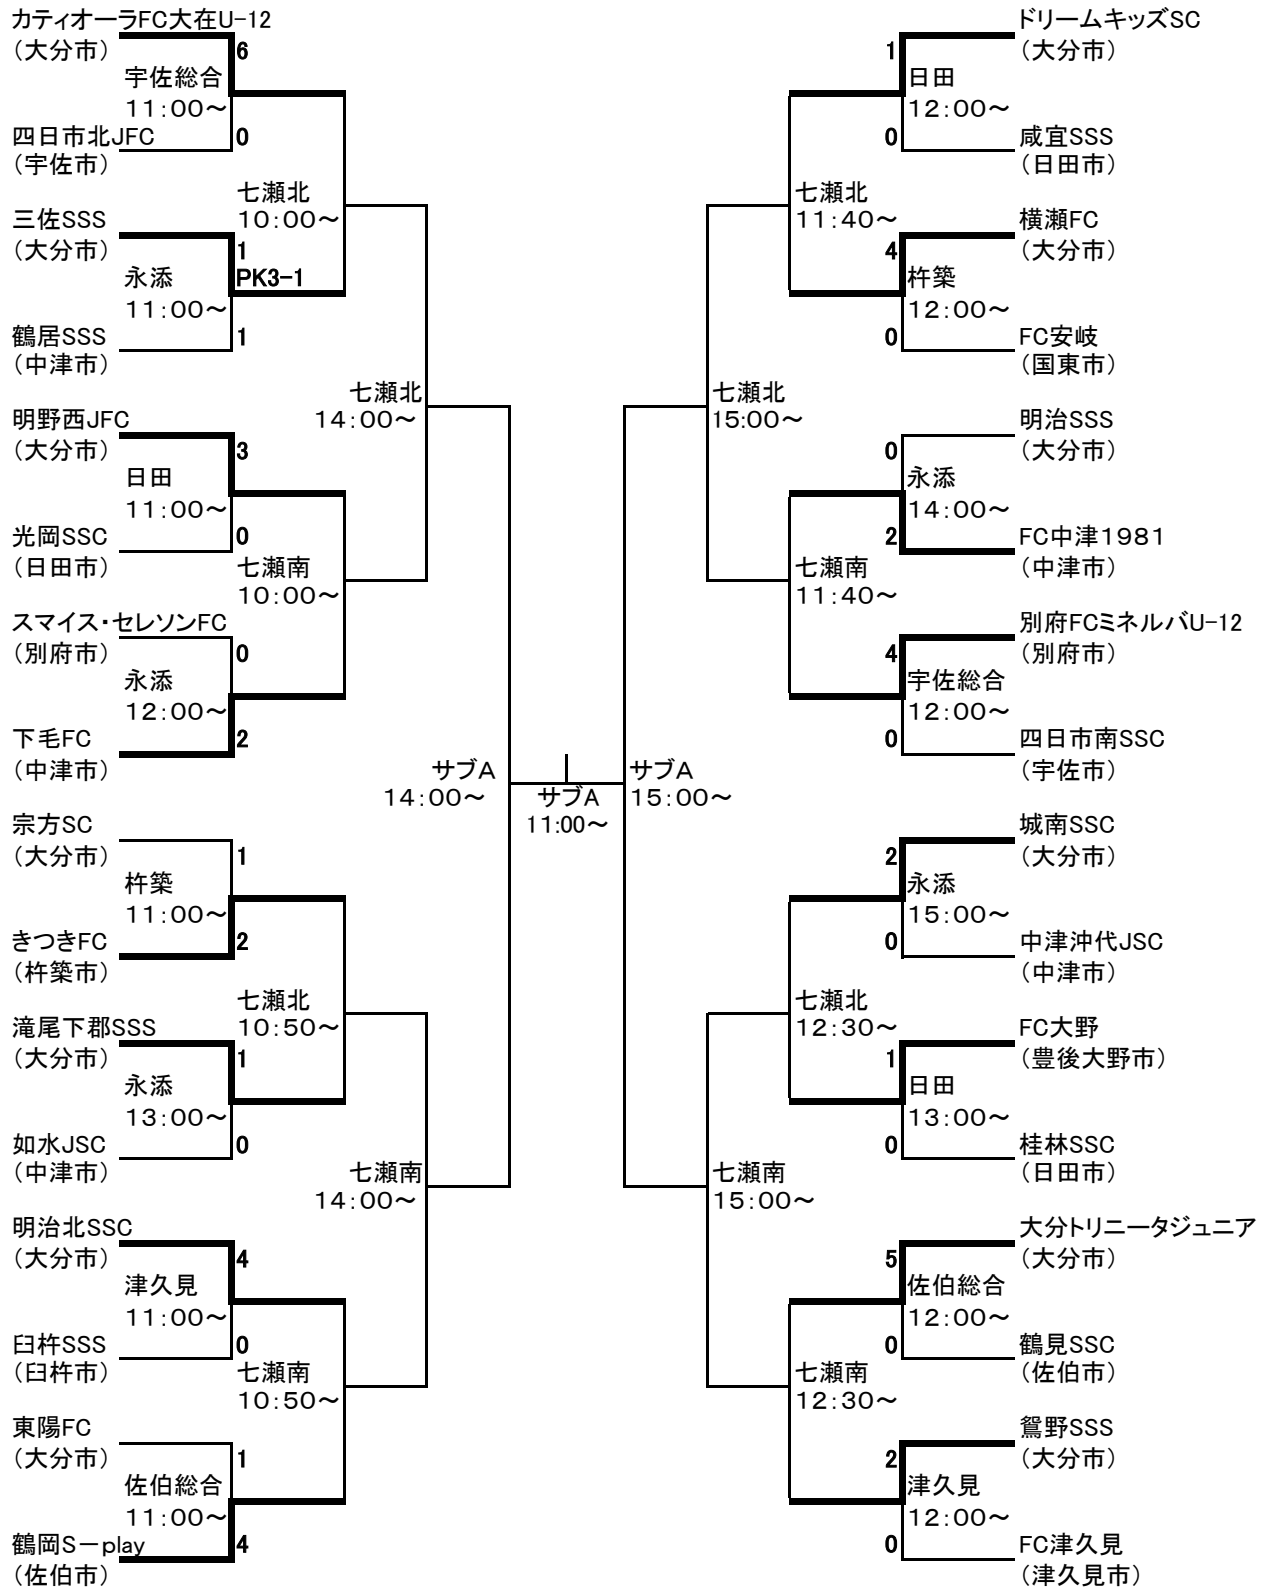 カティオーラFC大在U-12
（大分市）
6
宇佐総合
11：00～
四日市北JFC
（宇佐市）
0
七瀬北
10：00～
三佐SSS
（大分市）
1
PK3-1
永添
11：00～
鶴居SSS
（中津市）
1
七瀬北
14：00～
明野西JFC
（大分市）
3
日田
11：00～
光岡SSC
（日田市）
0
七瀬南
10：00～
スマイス・セレソンFC
（別府市）
0
永添
12：00～
下毛FC
（中津市）
2
サブA
14：00～
宗方SC
（大分市）
1
杵築
11：00～
きつきFC
（杵築市）
2
七瀬北
10：50～
滝尾下郡SSS
（大分市）
1
永添
13：00～
如水JSC
（中津市）
0
七瀬南
14：00～
明治北SSC
（大分市）
4
津久見
11：00～
臼杵SSS
（臼杵市）
0
七瀬南
10：50～
東陽FC
（大分市）
1
佐伯総合
11：00～
鶴岡S－play
（佐伯市）
4
サブA
11:00～
ドリームキッズSC
（大分市）
1
日田
12：00～
咸宜SSS
（日田市）
0
七瀬北
11：40～
横瀬FC
（大分市）
4
杵築
12：00～
FC安岐
（国東市）
0
七瀬北
15:00～
明治SSS
（大分市）
0
永添
14：00～
FC中津1981
（中津市）
2
七瀬南
11：40～
別府FCミネルバU-12
（別府市）
4
宇佐総合
12：00～
四日市南SSC
（宇佐市）
0
サブA
15：00～
城南SSC
（大分市）
2
永添
15：00～
中津沖代JSC
（中津市）
0
七瀬北
12：30～
FC大野
（豊後大野市）
1
日田
13：00～
桂林SSC
（日田市）
0
七瀬南
15：00～
大分トリニータジュニア
（大分市）
5
佐伯総合
12：00～
鶴見SSC
（佐伯市）
0
七瀬南
12：30～
鴛野SSS
（大分市）
2
津久見
12：00～
FC津久見
（津久見市）
0